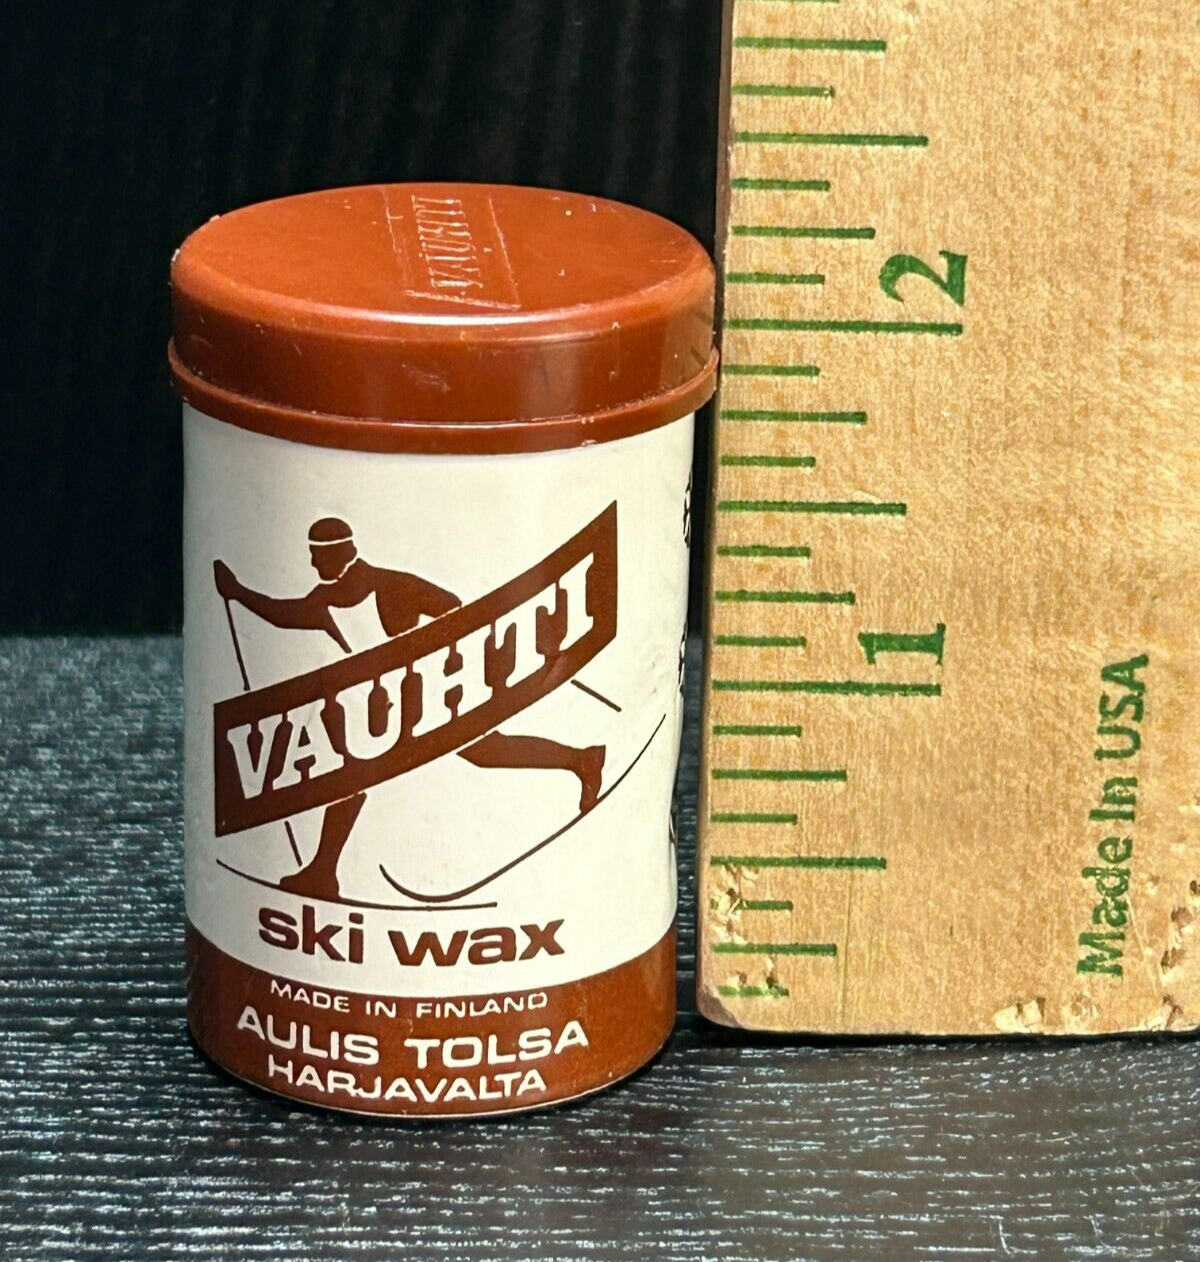 VAUHTI
VAUHTI
ski wax
MADE IN FINLAND
AULIS TOLSA
HARJAVALTA
2
1
Made In USA